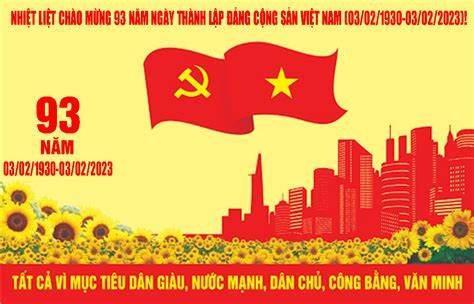 NHIỆT LIỆT CHÀO MỪNG 93 NĂM NGÀY THÀNH LẬP ĐẢNG CỘNG SẢN VIỆT NAM (03/02/1930-03/02/2023)!
93
NĂM
03/02/1930-03/02/2023
TẤT CẢ VÌ MỤC TIÊU DÂN GIÀU, NƯỚC MẠNH, DÂN CHỦ, CÔNG BẰNG, VĂN MINH